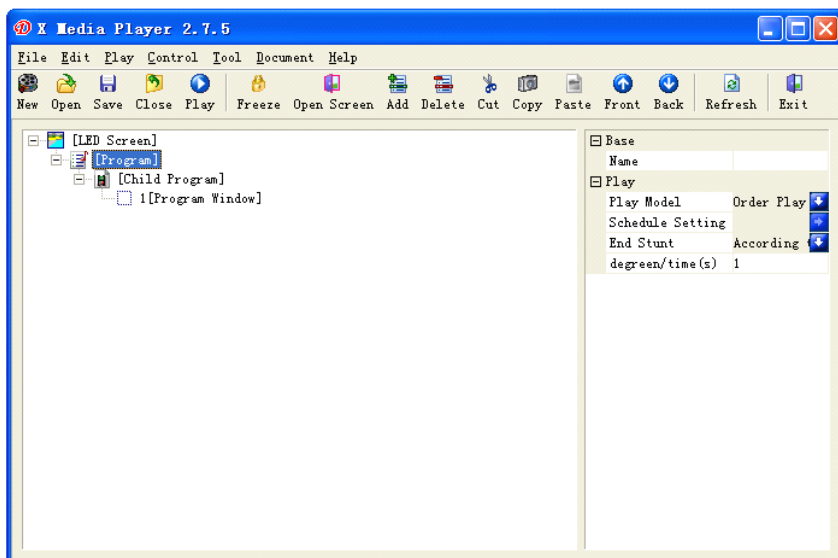 X Media Player 2.7.5
File Edit Play Control Tool Document Help
New Open Save Close Play Freeze Open Screen Add Delete Cut Copy Paste Front Back Refresh Exit
[LED Screen]
[Program]
[Child Program]
1[Program Window]
Base
Name
Play
Play Model Order Play
Schedule Setting
End Stunt According
degreen/time(s) 1